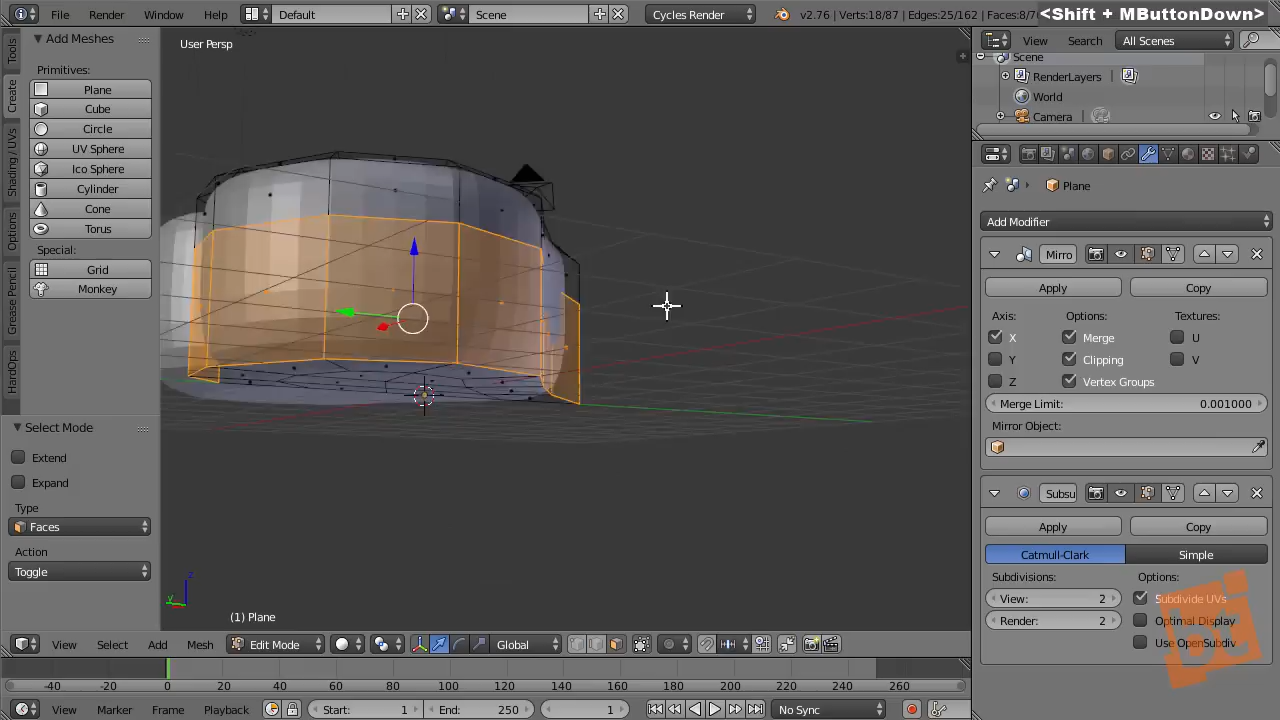 File Render Window Help Default Scene Cycles Render v2.76 | Verts:18/87 | Edges:25/162 | Faces:8/7
<Shift + MButtonDown>
Add Meshes
Primitives:
Plane
Cube
Circle
UV Sphere
Ico Sphere
Cylinder
Cone
Torus
Special:
Grid
Monkey
Tools
Create
Shading / UVs
Options
Grease Pencil
HardOps
Select Mode
Extend
Expand
Type
Faces
Action
Toggle
User Persp
z
y
(1) Plane
View Select Add Mesh Edit Mode Global
-40 -20 0 20 40 60 80 100 120 140 160 180 200 220 240 260
View Marker Frame Playback Start: 1 End: 250 1 No Sync
View Search All Scenes
Scene
RenderLayers
World
Camera
Plane
Add Modifier
Mirro
Apply Copy
Axis: Options: Textures:
X Merge U
Y Clipping V
Z Vertex Groups
Merge Limit: 0.001000
Mirror Object:
Subsu
Apply Copy
Catmull-Clark Simple
Subdivisions: Options:
View: 2 Subdivide UVs
Render: 2 Optimal Display
Use OpenSubdiv